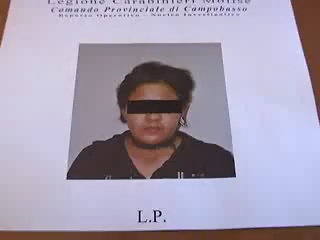 Legione Carabinieri Molise
Comando Provinciale di Campobasso
Reparto Operativo - Nucleo Investigativo
L.P.